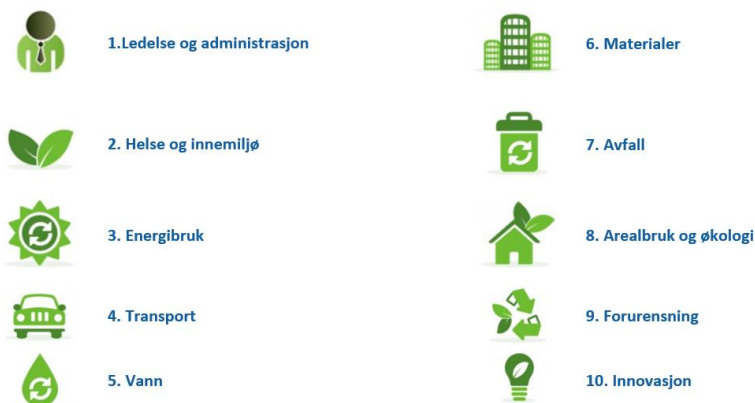 1.Ledelse og administrasjon
2. Helse og innemiljø
3. Energibruk
4. Transport
5. Vann
6. Materialer
7. Avfall
8. Arealbruk og økologi
9. Forurensning
10. Innovasjon